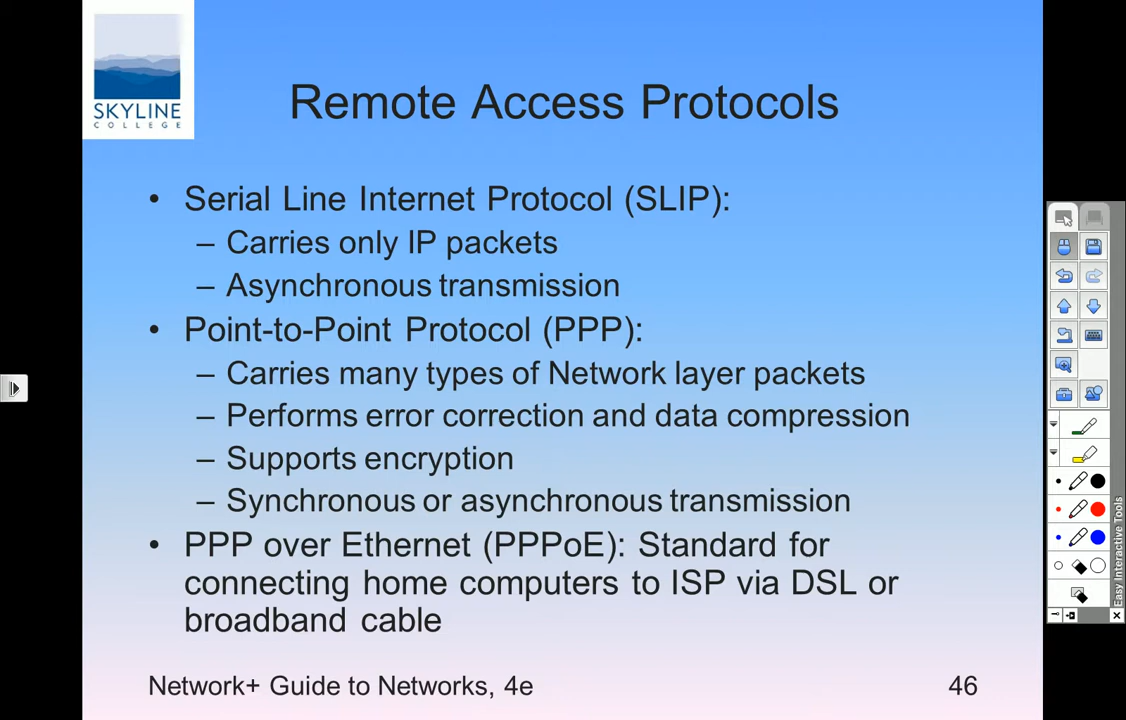 SKYLINE
COLLEGE
Remote Access Protocols
• Serial Line Internet Protocol (SLIP):
– Carries only IP packets
– Asynchronous transmission
• Point-to-Point Protocol (PPP):
– Carries many types of Network layer packets
– Performs error correction and data compression
– Supports encryption
– Synchronous or asynchronous transmission
• PPP over Ethernet (PPPoE): Standard for
connecting home computers to ISP via DSL or
broadband cable
Network+ Guide to Networks, 4e
46
Easy Interactive Tools